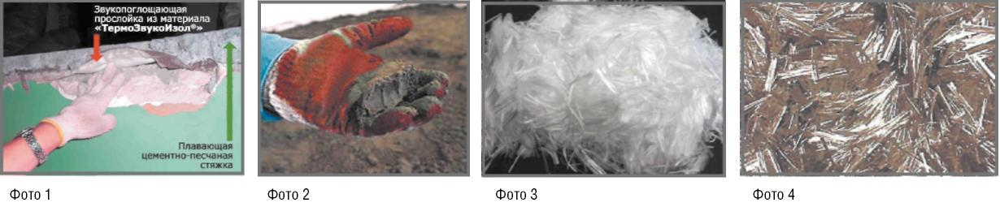 Звукопоглощающая
прослойка из материала
«ТермоЗвукоИзол®»
Плавающая
цементно-песчаная
стяжка
Фото 1
Фото 2
Фото 3
Фото 4